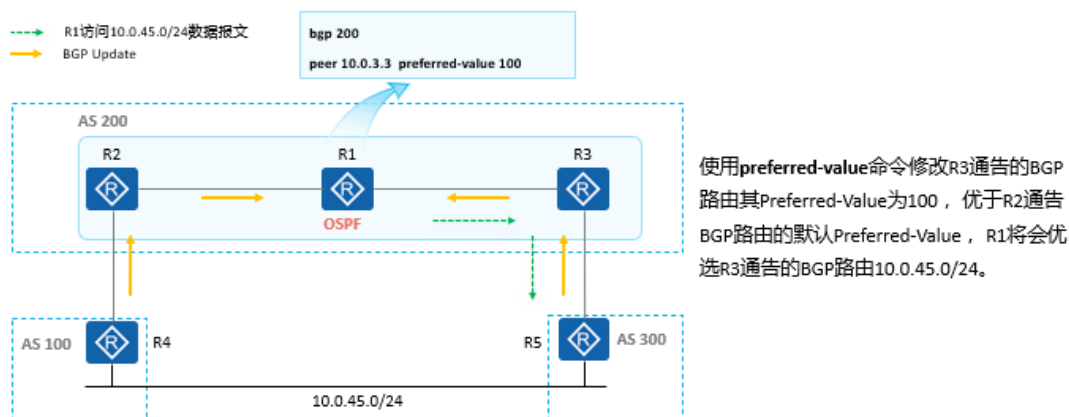 R1访问10.0.45.0/24数据报文
BGP Update
bgp 200
peer 10.0.3.3 preferred-value 100
AS 200
R2
R1
R3
R
R
R
OSPF
使用preferred-value命令修改R3通告的BGP
路由其Preferred-Value为100，优于R2通告
BGP路由的默认Preferred-Value，R1将会优
选R3通告的BGP路由10.0.45.0/24。
AS 100
R
R4
R5
R
AS 300
10.0.45.0/24